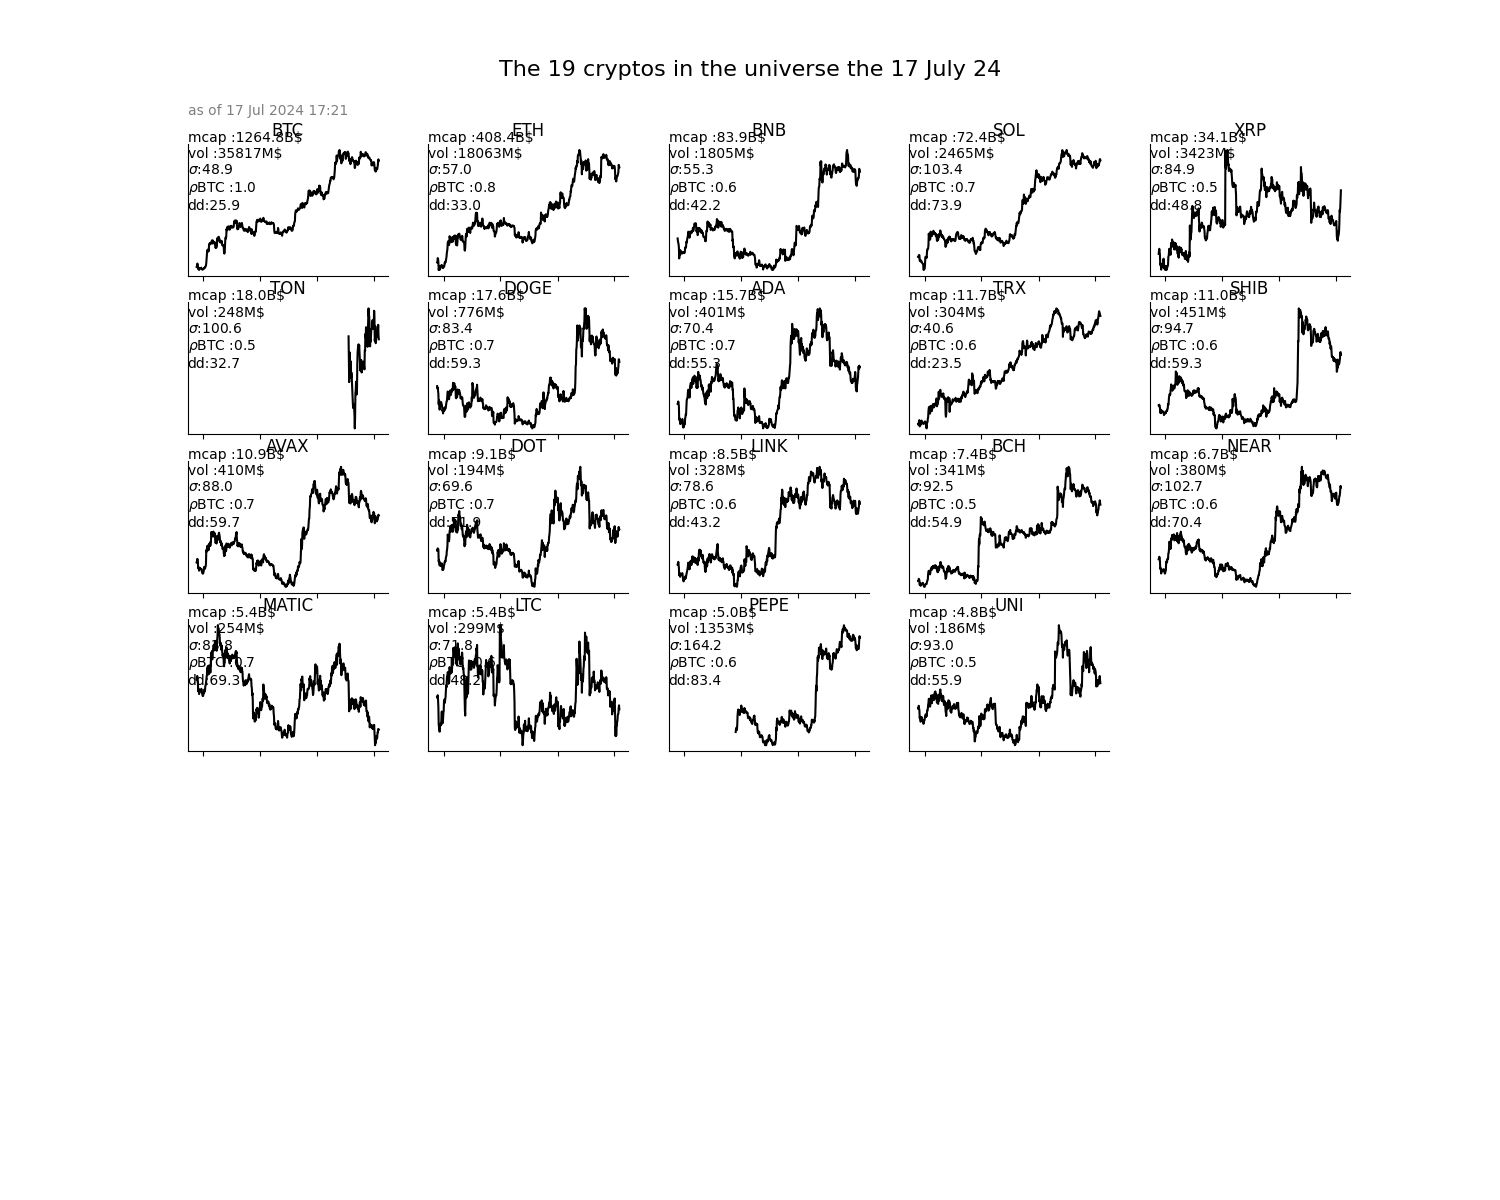 The 19 cryptos in the universe the 17 July 24
as of 17 Jul 2024 17:21
BTC
mcap :1264.8B$
vol :35817M$
σ:48.9
ρBTC :1.0
dd:25.9
ETH
mcap :408.4B$
vol :18063M$
σ:57.0
ρBTC :0.8
dd:33.0
BNB
mcap :83.9B$
vol :1805M$
σ:55.3
ρBTC :0.6
dd:42.2
SOL
mcap :72.4B$
vol :2465M$
σ:103.4
ρBTC :0.7
dd:73.9
XRP
mcap :34.1B$
vol :3423M$
σ:84.9
ρBTC :0.5
dd:48.8
TON
mcap :18.0B$
vol :248M$
σ:100.6
ρBTC :0.5
dd:32.7
DOGE
mcap :17.6B$
vol :776M$
σ:83.4
ρBTC :0.7
dd:59.3
ADA
mcap :15.7B$
vol :401M$
σ:70.4
ρBTC :0.7
dd:55.3
TRX
mcap :11.7B$
vol :304M$
σ:40.6
ρBTC :0.6
dd:23.5
SHIB
mcap :11.0B$
vol :451M$
σ:94.7
ρBTC :0.6
dd:59.3
AVAX
mcap :10.9B$
vol :410M$
σ:88.0
ρBTC :0.7
dd:59.7
DOT
mcap :9.1B$
vol :194M$
σ:69.6
ρBTC :0.7
LINK
mcap :8.5B$
vol :328M$
σ:78.6
ρBTC :0.6
dd:43.2
BCH
mcap :7.4B$
vol :341M$
σ:92.5
ρBTC :0.5
dd:54.9
NEAR
mcap :6.7B$
vol :380M$
σ:102.7
ρBTC :0.6
dd:70.4
MATIC
mcap :5.4B$
vol :254M$
ρBTC :0.7
dd:69.3
LTC
mcap :5.4B$
vol :299M$
σ:71.8
ρBTC
dd:48.2
PEPE
mcap :5.0B$
vol :1353M$
σ:164.2
ρBTC :0.6
dd:83.4
UNI
mcap :4.8B$
vol :186M$
σ:93.0
ρBTC :0.5
dd:55.9